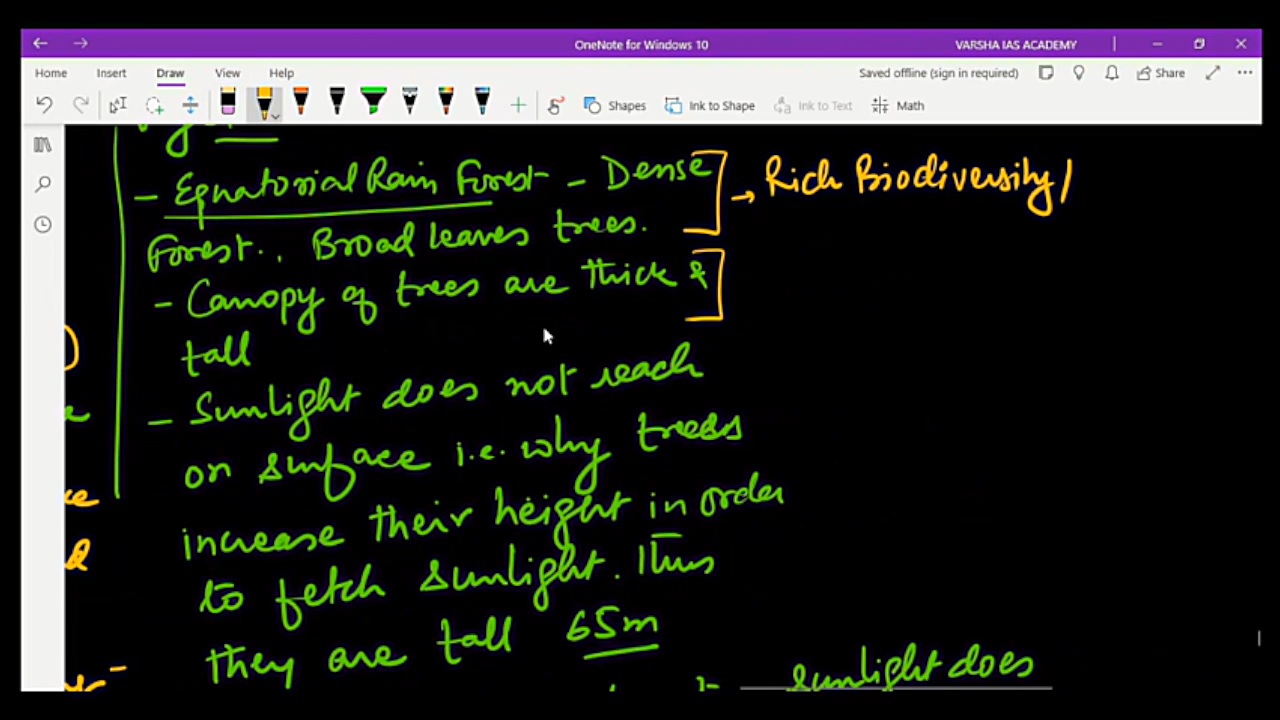 OneNote for Windows 10
VARSHA IAS ACADEMY
Home Insert Draw View Help
Saved offline (sign in required)
Share
Shapes
Ink to Shape
Ink to Text
Math
- Equatorial Rain Forest - Dense
Forest., Broad leaves trees.
→ Rich Biodiversity/
- Canopy of trees are thick &
tall
- Sunlight does not reach
on surface i.e. why trees
increase their height in order
to fetch sunlight. Thus
they are tall 65m
sunlight does